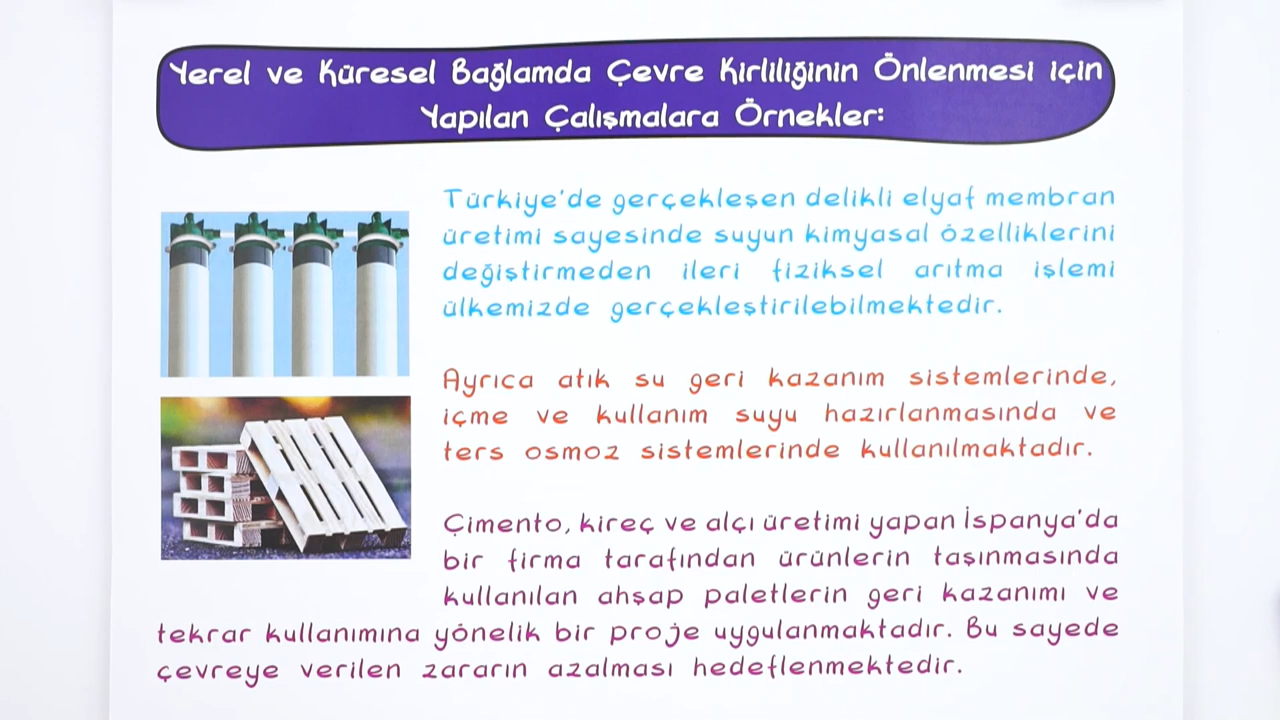 Yerel ve Küresel Bağlamda Çevre Kirliliğinin Önlenmesi için
Yapılan Çalışmalara Örnekler:
Türkiye'de gerçekleşen delikli elyaf membran
üretimi sayesinde suyun kimyasal özelliklerini
değiştirmeden ileri fiziksel arıtma işlemi
ülkemizde gerçekleştirilebilmektedir.
Ayrıca atık su geri kazanım sistemlerinde,
içme ve kullanım suyu hazırlanmasında ve
ters osmoz sistemlerinde kullanılmaktadır.
Çimento, kireç ve alçı üretimi yapan İspanya'da
bir firma tarafından ürünlerin taşınmasında
kullanılan ahşap paletlerin geri kazanımı ve
tekrar kullanımına yönelik bir proje uygulanmaktadır. Bu sayede
çevreye verilen zararın azalması hedeflenmektedir.